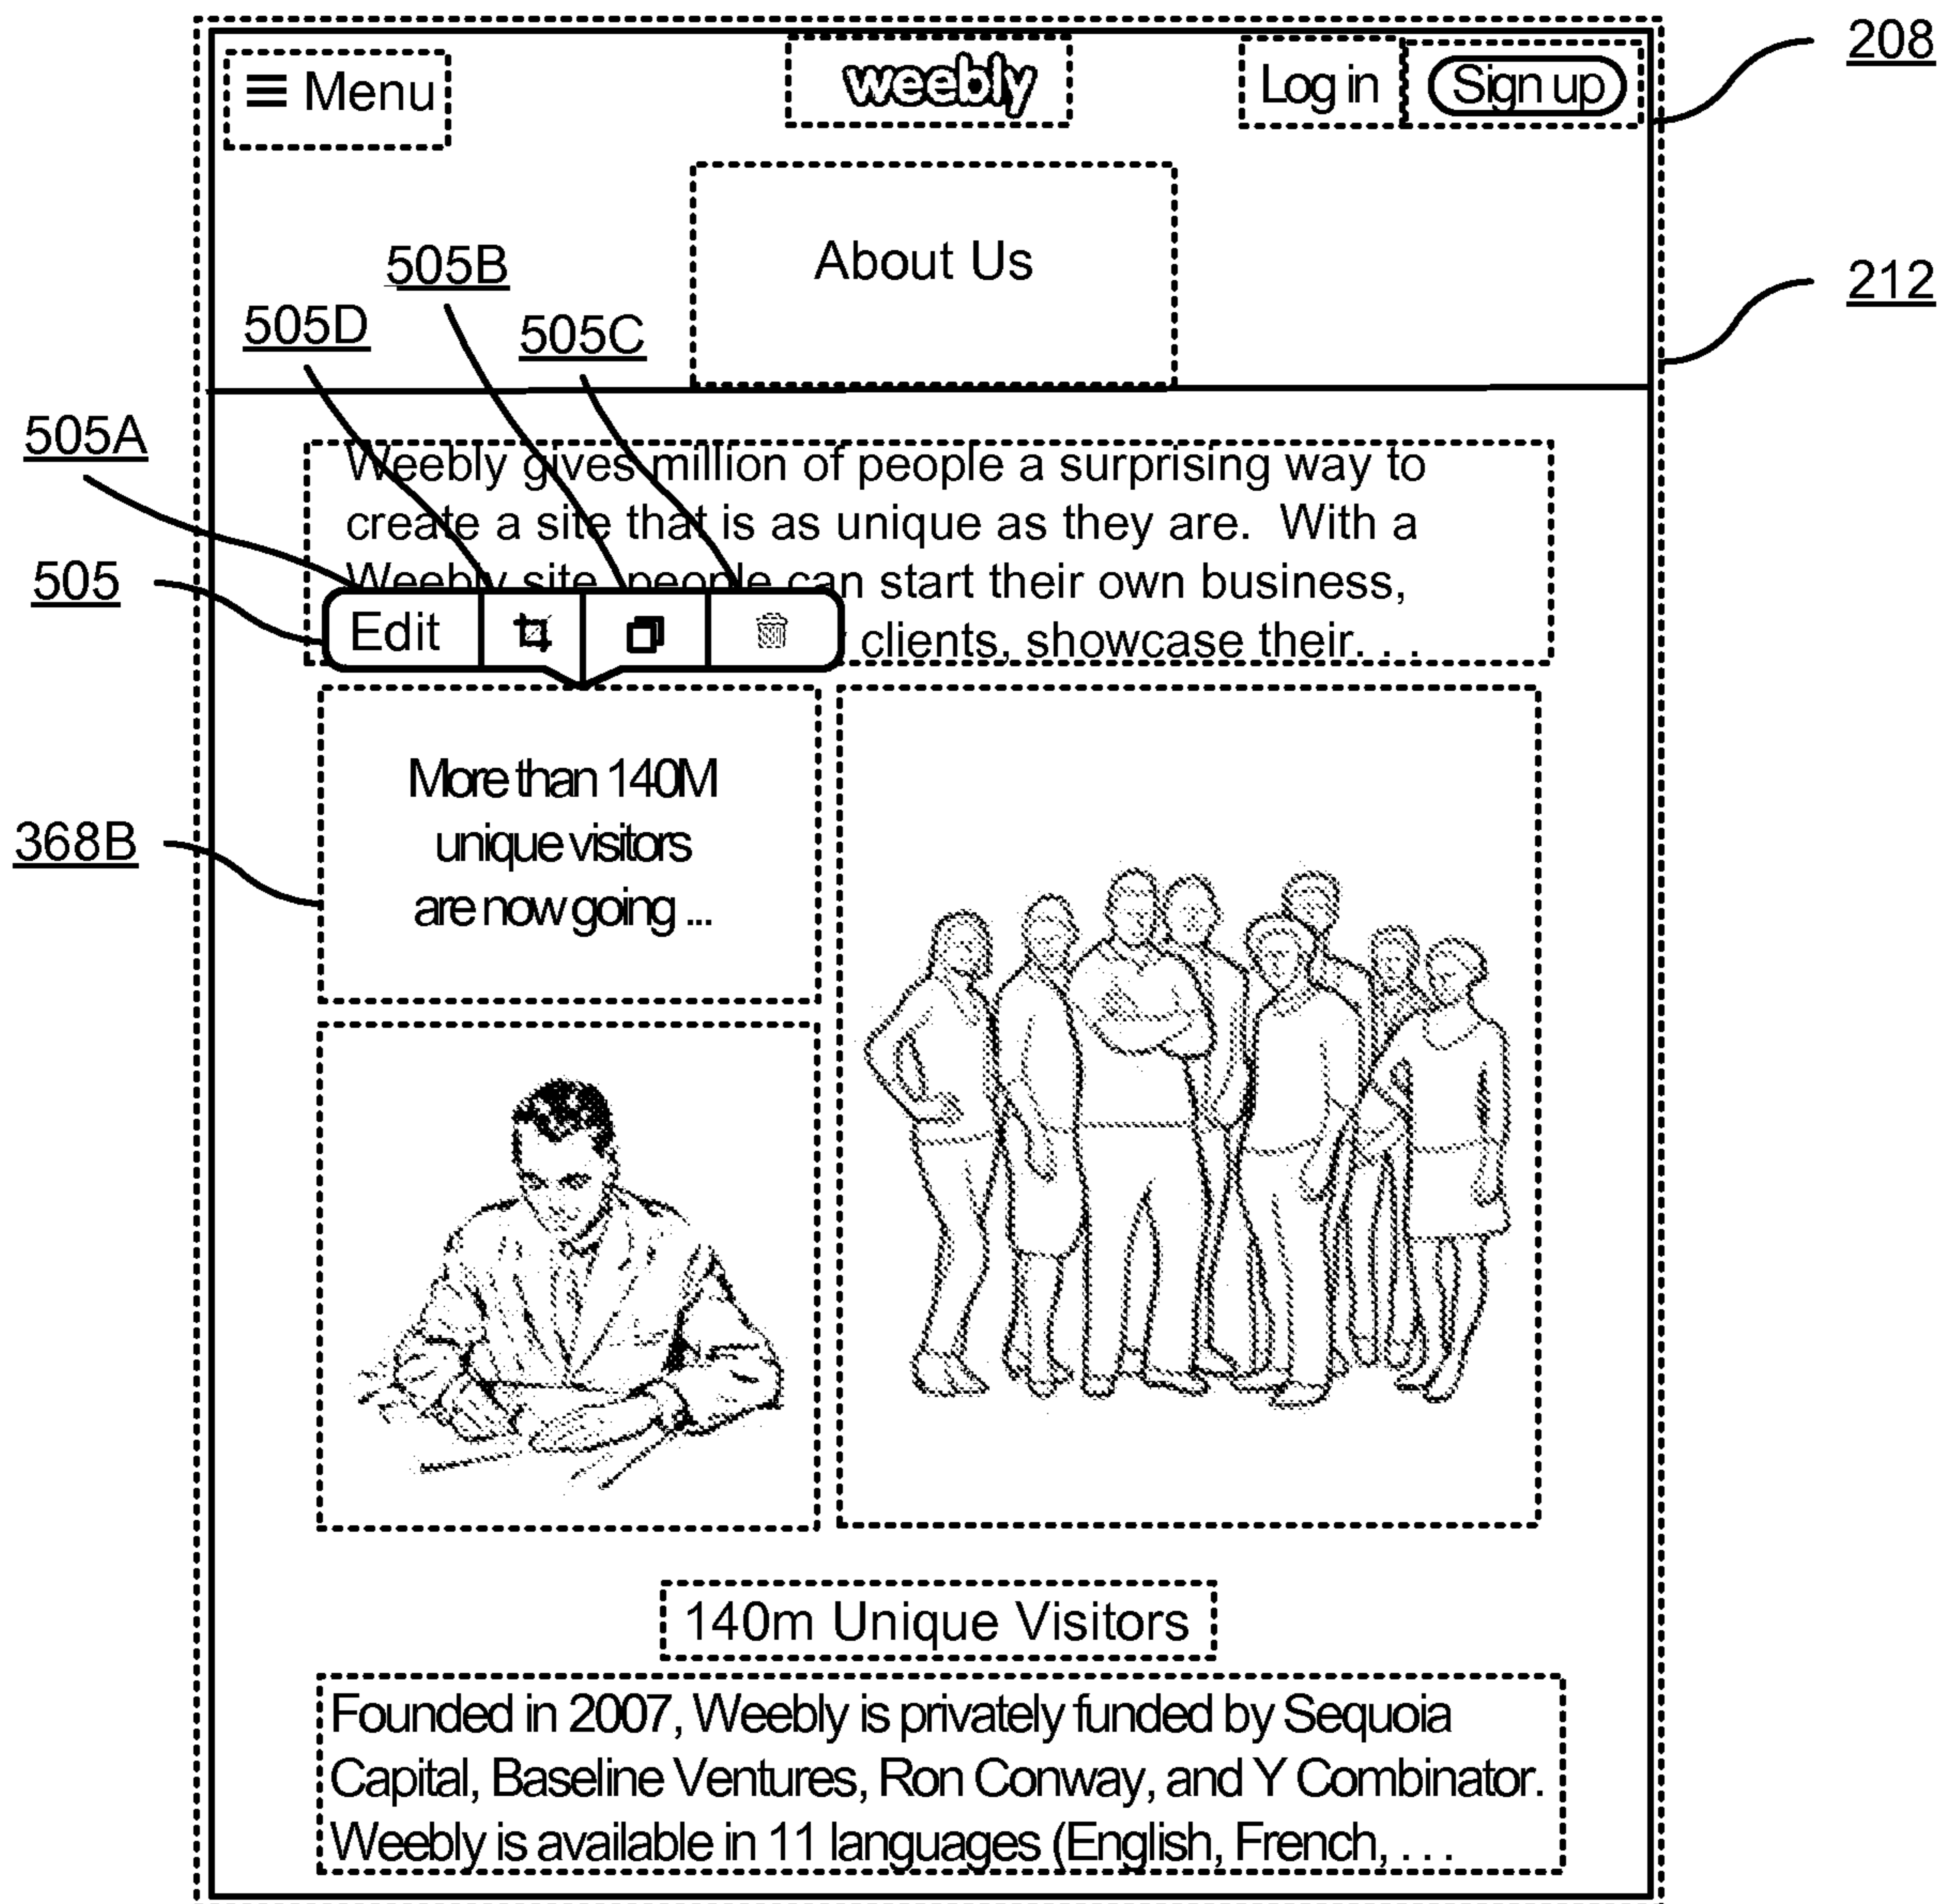 208
Menu
weebly
Log in
Sign up
212
About Us
505B
505D
505C
505A
Weebly gives million of people a surprising way to
create a site that is as unique as they are. With a
505
Weebly site, people can start their own business,
Edit
clients, showcase their. . .
More than 140M
unique visitors
are now going ...
368B
140m Unique Visitors
Founded in 2007, Weebly is privately funded by Sequoia
Capital, Baseline Ventures, Ron Conway, and Y Combinator.
Weebly is available in 11 languages (English, French, . . .